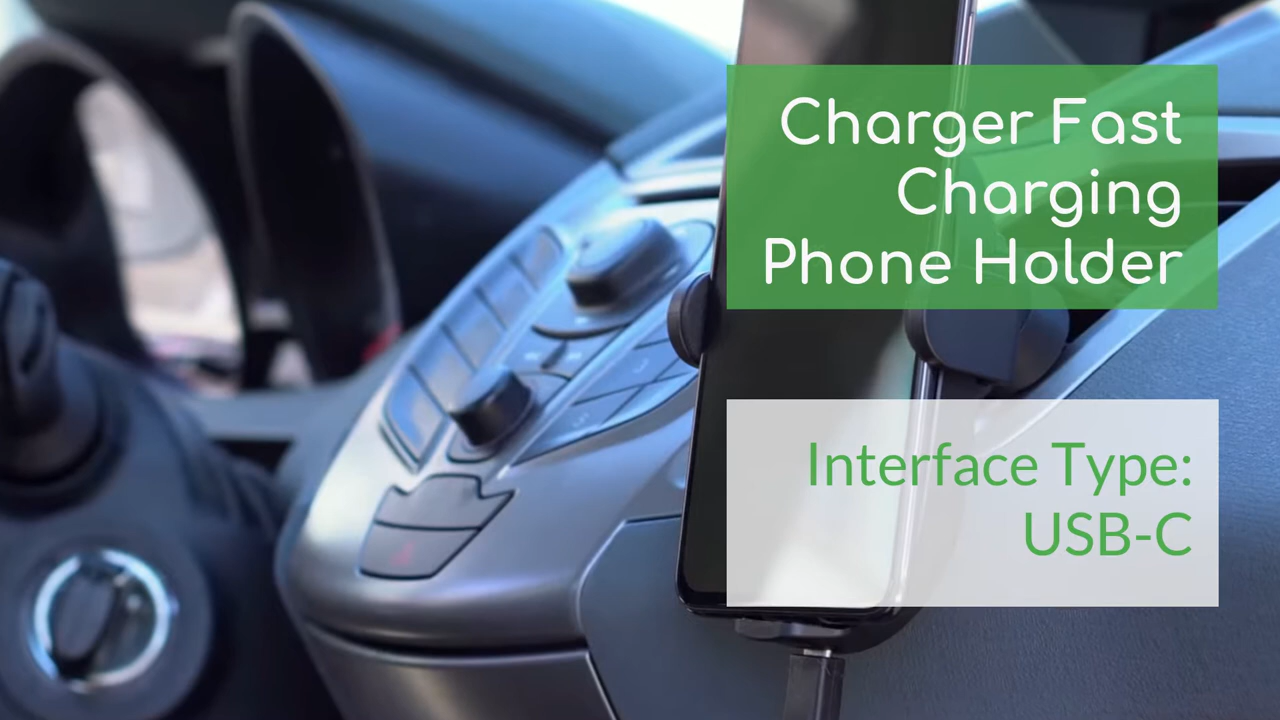 Charger Fast
Charging
Phone Holder
Interface Type:
USB-C